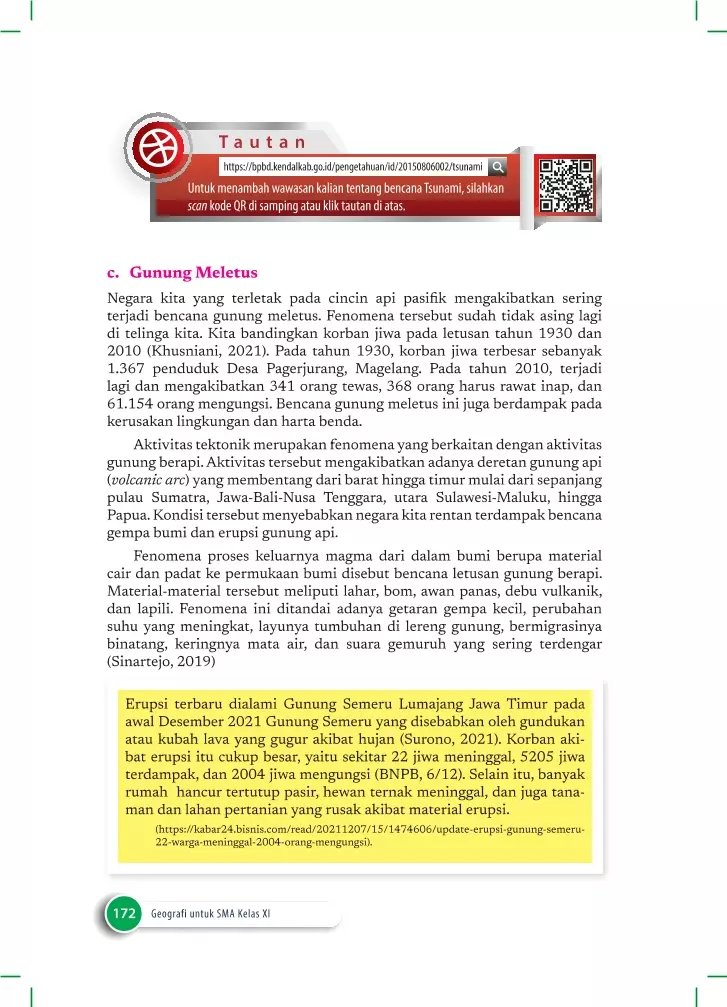 Tautan
https://bpbd.kendalkab.go.id/pengetahuan/id/20150806002/tsunami
Untuk menambah wawasan kalian tentang bencana Tsunami, silahkan
scan kode QR di samping atau klik tautan di atas.
c. Gunung Meletus
Negara kita yang terletak pada cincin api pasifik mengakibatkan sering
terjadi bencana gunung meletus. Fenomena tersebut sudah tidak asing lagi
di telinga kita. Kita bandingkan korban jiwa pada letusan tahun 1930 dan
2010 (Khusniani, 2021). Pada tahun 1930, korban jiwa terbesar sebanyak
1.367 penduduk Desa Pagerjurang, Magelang. Pada tahun 2010, terjadi
lagi dan mengakibatkan 341 orang tewas, 368 orang harus rawat inap, dan
61.154 orang mengungsi. Bencana gunung meletus ini juga berdampak pada
kerusakan lingkungan dan harta benda.
Aktivitas tektonik merupakan fenomena yang berkaitan dengan aktivitas
gunung berapi. Aktivitas tersebut mengakibatkan adanya deretan gunung api
(volcanic arc) yang membentang dari barat hingga timur mulai dari sepanjang
pulau Sumatra, Jawa-Bali-Nusa Tenggara, utara Sulawesi-Maluku, hingga
Papua. Kondisi tersebut menyebabkan negara kita rentan terdampak bencana
gempa bumi dan erupsi gunung api.
Fenomena proses keluarnya magma dari dalam bumi berupa material
cair dan padat ke permukaan bumi disebut bencana letusan gunung berapi.
Material-material tersebut meliputi lahar, bom, awan panas, debu vulkanik,
dan lapili. Fenomena ini ditandai adanya getaran gempa kecil, perubahan
suhu yang meningkat, layunya tumbuhan di lereng gunung, bermigrasinya
binatang, keringnya mata air, dan suara gemuruh yang sering terdengar
(Sinartejo, 2019)
Erupsi terbaru dialami Gunung Semeru Lumajang Jawa Timur pada
awal Desember 2021 Gunung Semeru yang disebabkan oleh gundukan
atau kubah lava yang gugur akibat hujan (Surono, 2021). Korban aki-
bat erupsi itu cukup besar, yaitu sekitar 22 jiwa meninggal, 5205 jiwa
terdampak, dan 2004 jiwa mengungsi (BNPB, 6/12). Selain itu, banyak
rumah hancur tertutup pasir, hewan ternak meninggal, dan juga tana-
man dan lahan pertanian yang rusak akibat material erupsi.
(https://kabar24.bisnis.com/read/20211207/15/1474606/update-erupsi-gunung-semeru-
22-warga-meninggal-2004-orang-mengungsi).
172 Geografi untuk SMA Kelas XI